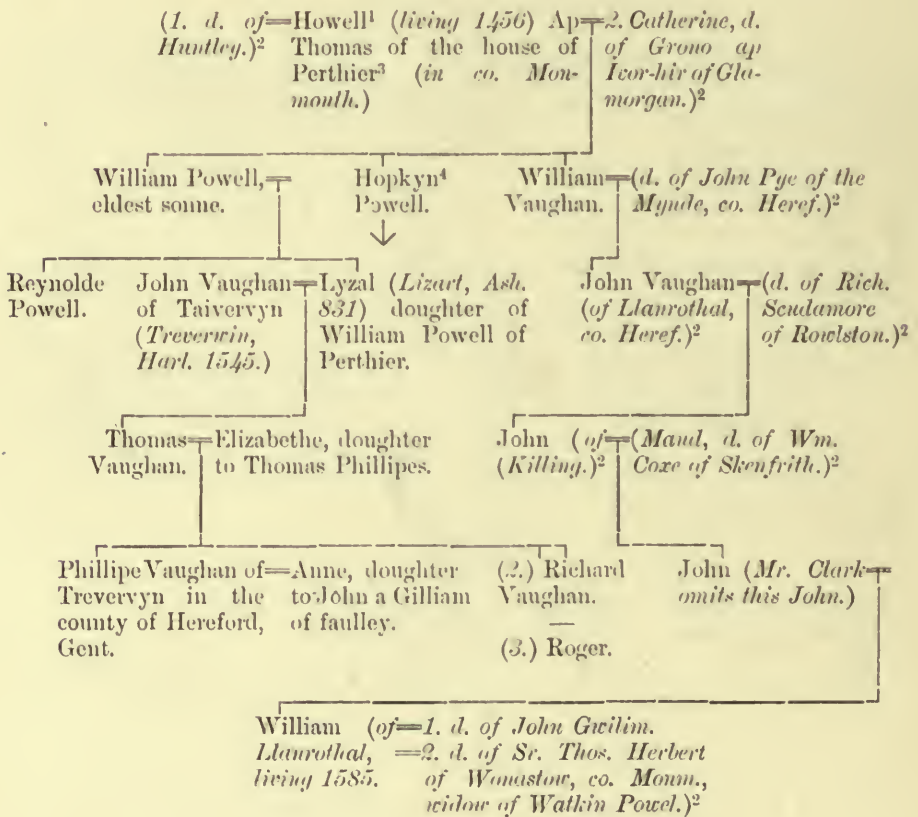 (1. d. of Huntley.)²
Howell¹ (living 1456) Ap Thomas of the house of Perthier³ (in co. Monmouth.)
2. Catherine, d. of Grono ap Ivor-hir of Glamorgan.)²
William Powell, eldest sonne.
Hopkyn⁴ Powell.
William Vaughan.
(d. of John Pye of the Mynde, co. Heref.)²
Reynolde Powell.
John Vaughan of Taivervyn (Treverwin, Harl. 1545.)
Lyzal (Lizart, Ash. 831) doughter of William Powell of Perthier.
John Vaughan (of Llanrothal, co. Heref.)²
(d. of Rich. Scudamore of Rowlston.)²
Thomas Vaughan.
Elizabethe, doughter to Thomas Phillipes.
John (of (Killing.)²
(Maud, d. of Wm. Coxe of Skenfrith.)²
Phillipe Vaughan of Trevervyn in the county of Hereford, Gent.
Anne, doughter to John a Gilliam of faulley.
(2.) Richard Vaughan.
—
(3.) Roger.
John (Mr. Clark omits this John.)
William (of Llanrothal, living 1585.
1. d. of John Gwilim.
2. d. of Sr. Thos. Herbert of Wonastow, co. Monm., widow of Watkin Powel.)²